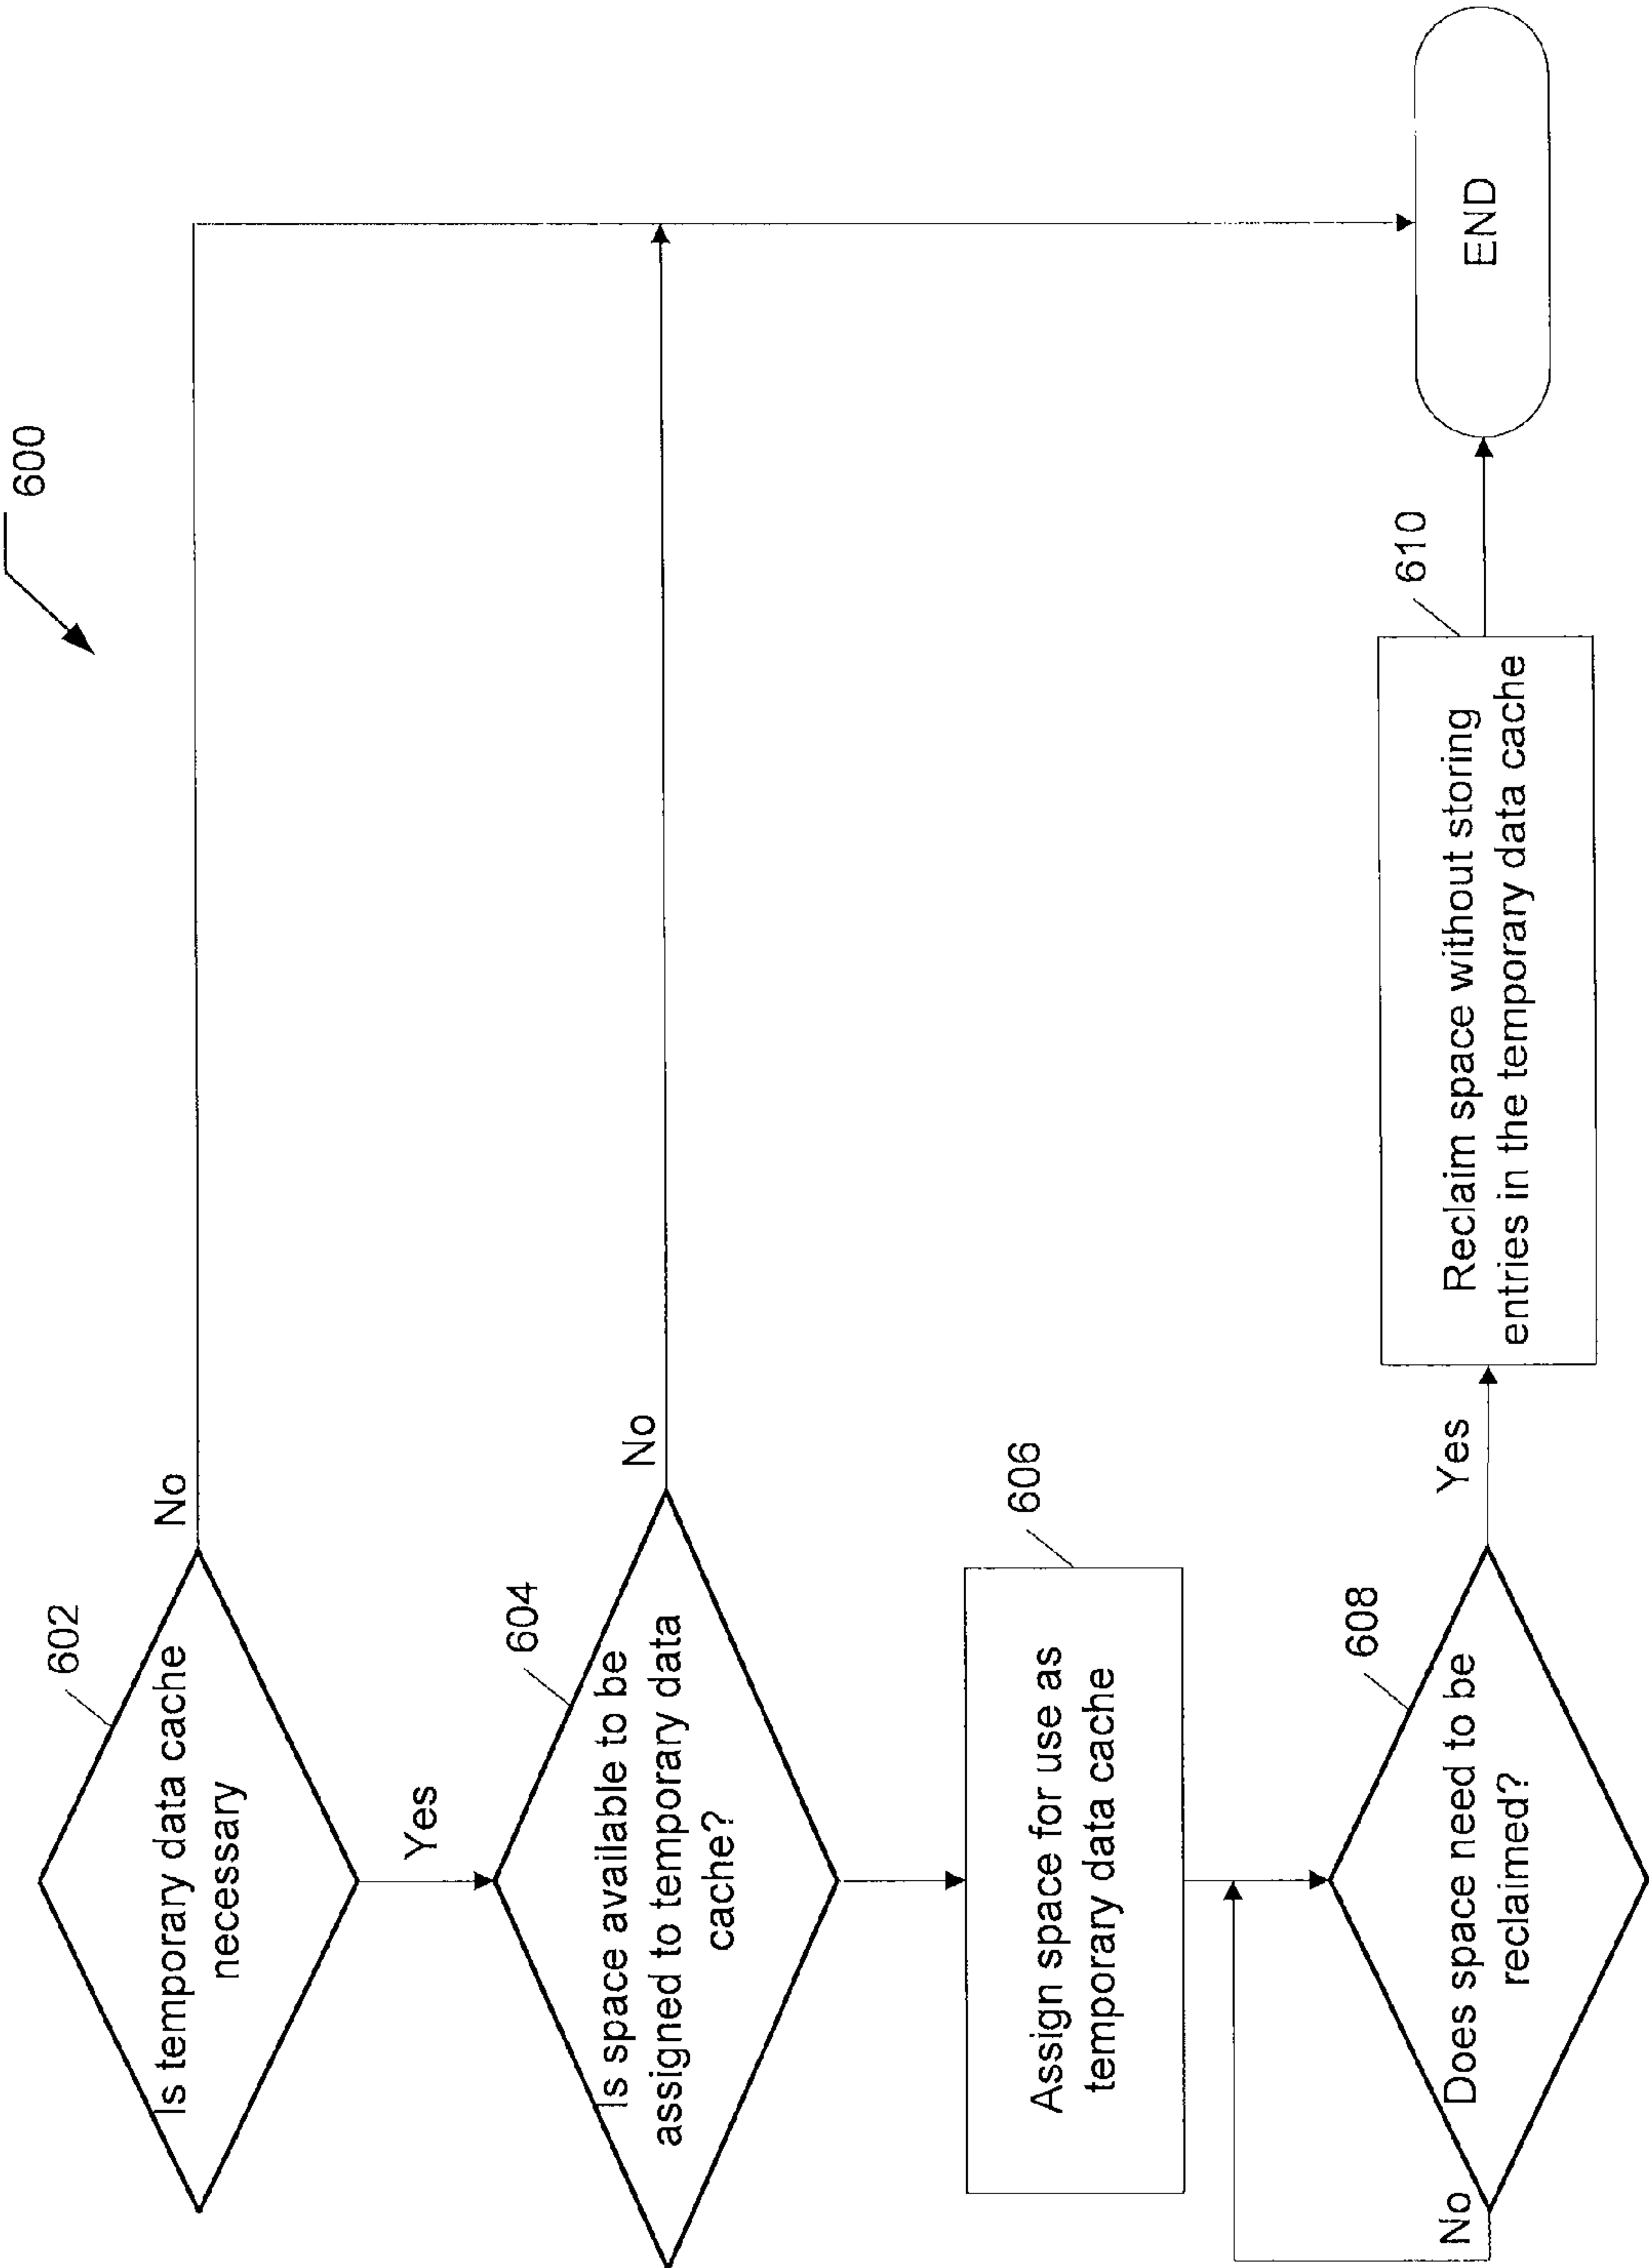 600
602
Is temporary data cache
necessary
No
Yes
604
Is space available to be
assigned to temporary data
cache?
No
606
Assign space for use as
temporary data cache
608
Does space need to be
reclaimed?
No
Yes
610
Reclaim space without storing
entries in the temporary data cache
END